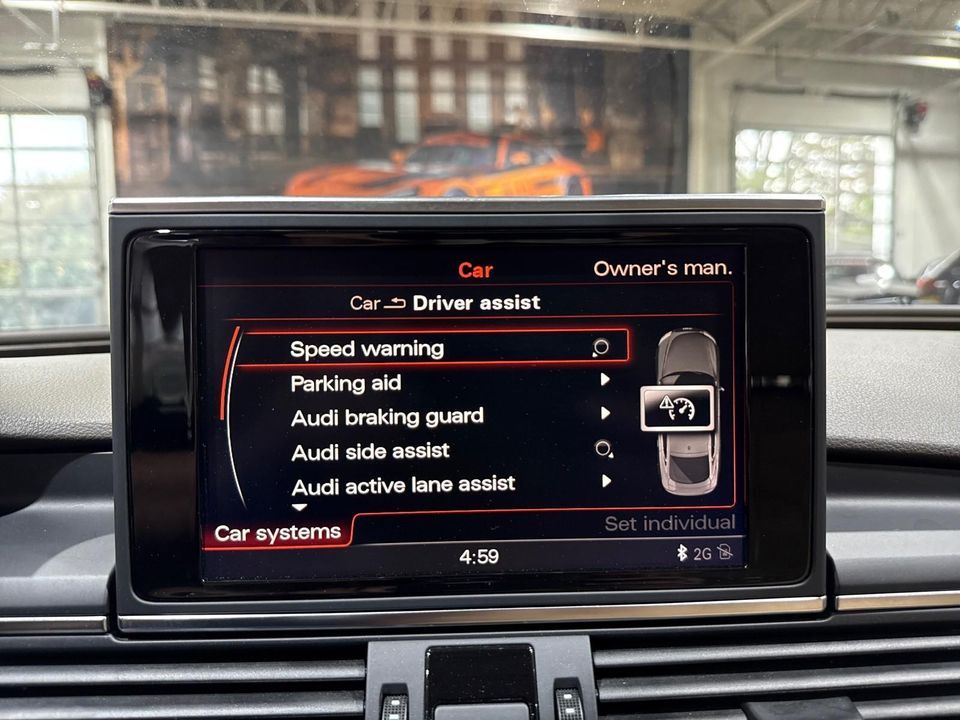 Car
Owner's man.
Car Driver assist
Speed warning
Parking aid
Audi braking guard
Audi side assist
Audi active lane assist
Car systems
Set individual
4:59
2G